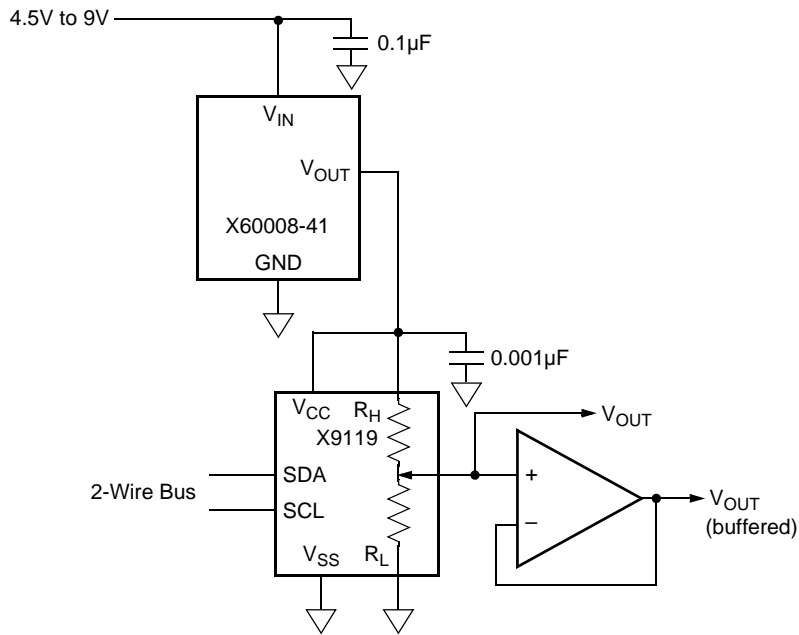 4.5V to 9V
0.1µF
VIN
VOUT
X60008-41
GND
0.001µF
VCC RH
X9119
VOUT
SDA
2-Wire Bus
SCL
+
–
VOUT
(buffered)
VSS RL